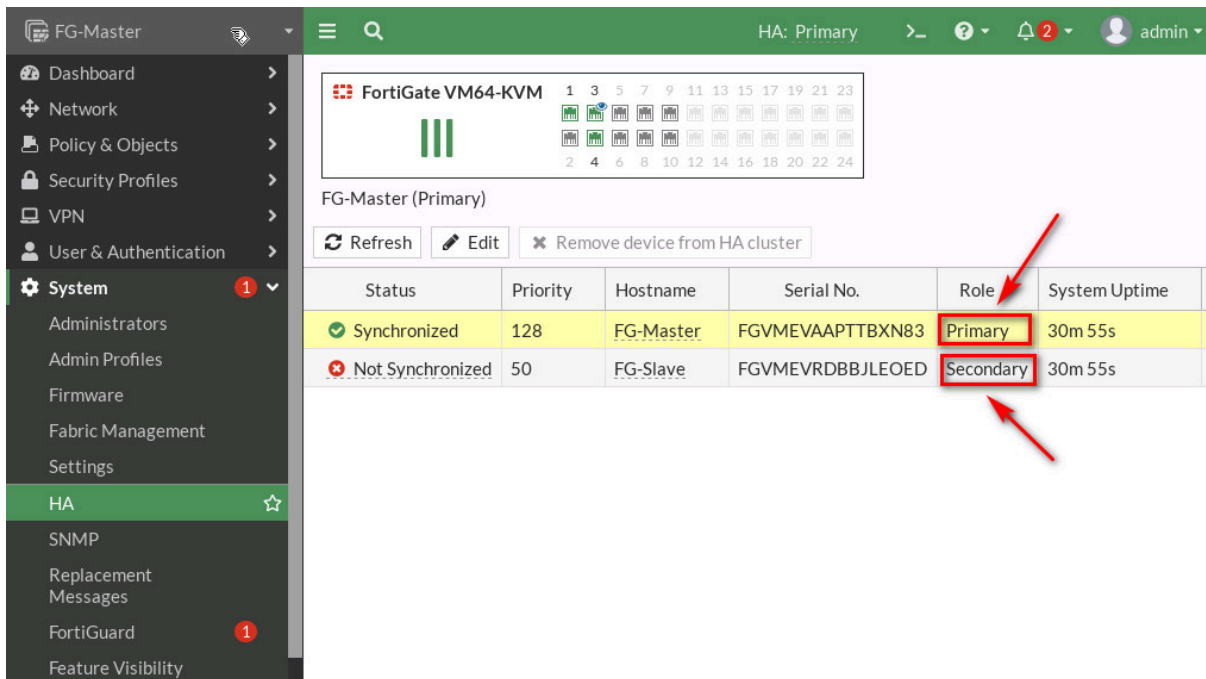 FG-Master
HA: Primary
>_
2
admin
Dashboard
Network
Policy & Objects
Security Profiles
VPN
User & Authentication
System 1
Administrators
Admin Profiles
Firmware
Fabric Management
Settings
HA
SNMP
Replacement
Messages
FortiGuard 1
Feature Visibility
FortiGate VM64-KVM
1 3 5 7 9 11 13 15 17 19 21 23
2 4 6 8 10 12 14 16 18 20 22 24
FG-Master (Primary)
Refresh Edit Remove device from HA cluster
Status Priority Hostname Serial No. Role System Uptime
Synchronized 128 FG-Master FGVMEVAAPTTBXN83 Primary 30m 55s
Not Synchronized 50 FG-Slave FGVMEVRDBBJLEOED Secondary 30m 55s